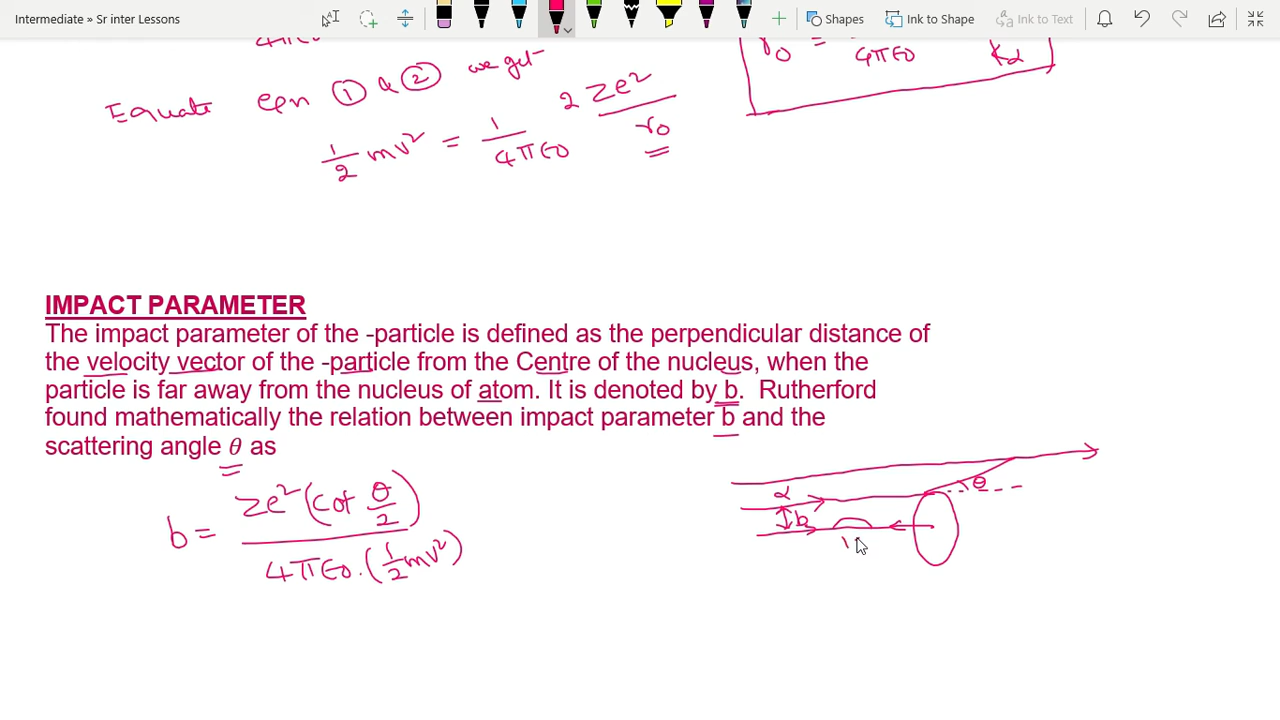 Intermediate » Sr inter Lessons
Shapes
Ink to Shape
Ink to Text
4πε0
r0 =
4πε0 Kα
Equate eqn ① & ② we get
1/2 mv² = 1/4πε0 2Ze²/r0
IMPACT PARAMETER
The impact parameter of the -particle is defined as the perpendicular distance of
the velocity vector of the -particle from the Centre of the nucleus, when the
particle is far away from the nucleus of atom. It is denoted by b. Rutherford
found mathematically the relation between impact parameter b and the
scattering angle θ as
b = Ze² (cot θ/2) / 4πε0 . (1/2 mv²)
α
θ
b